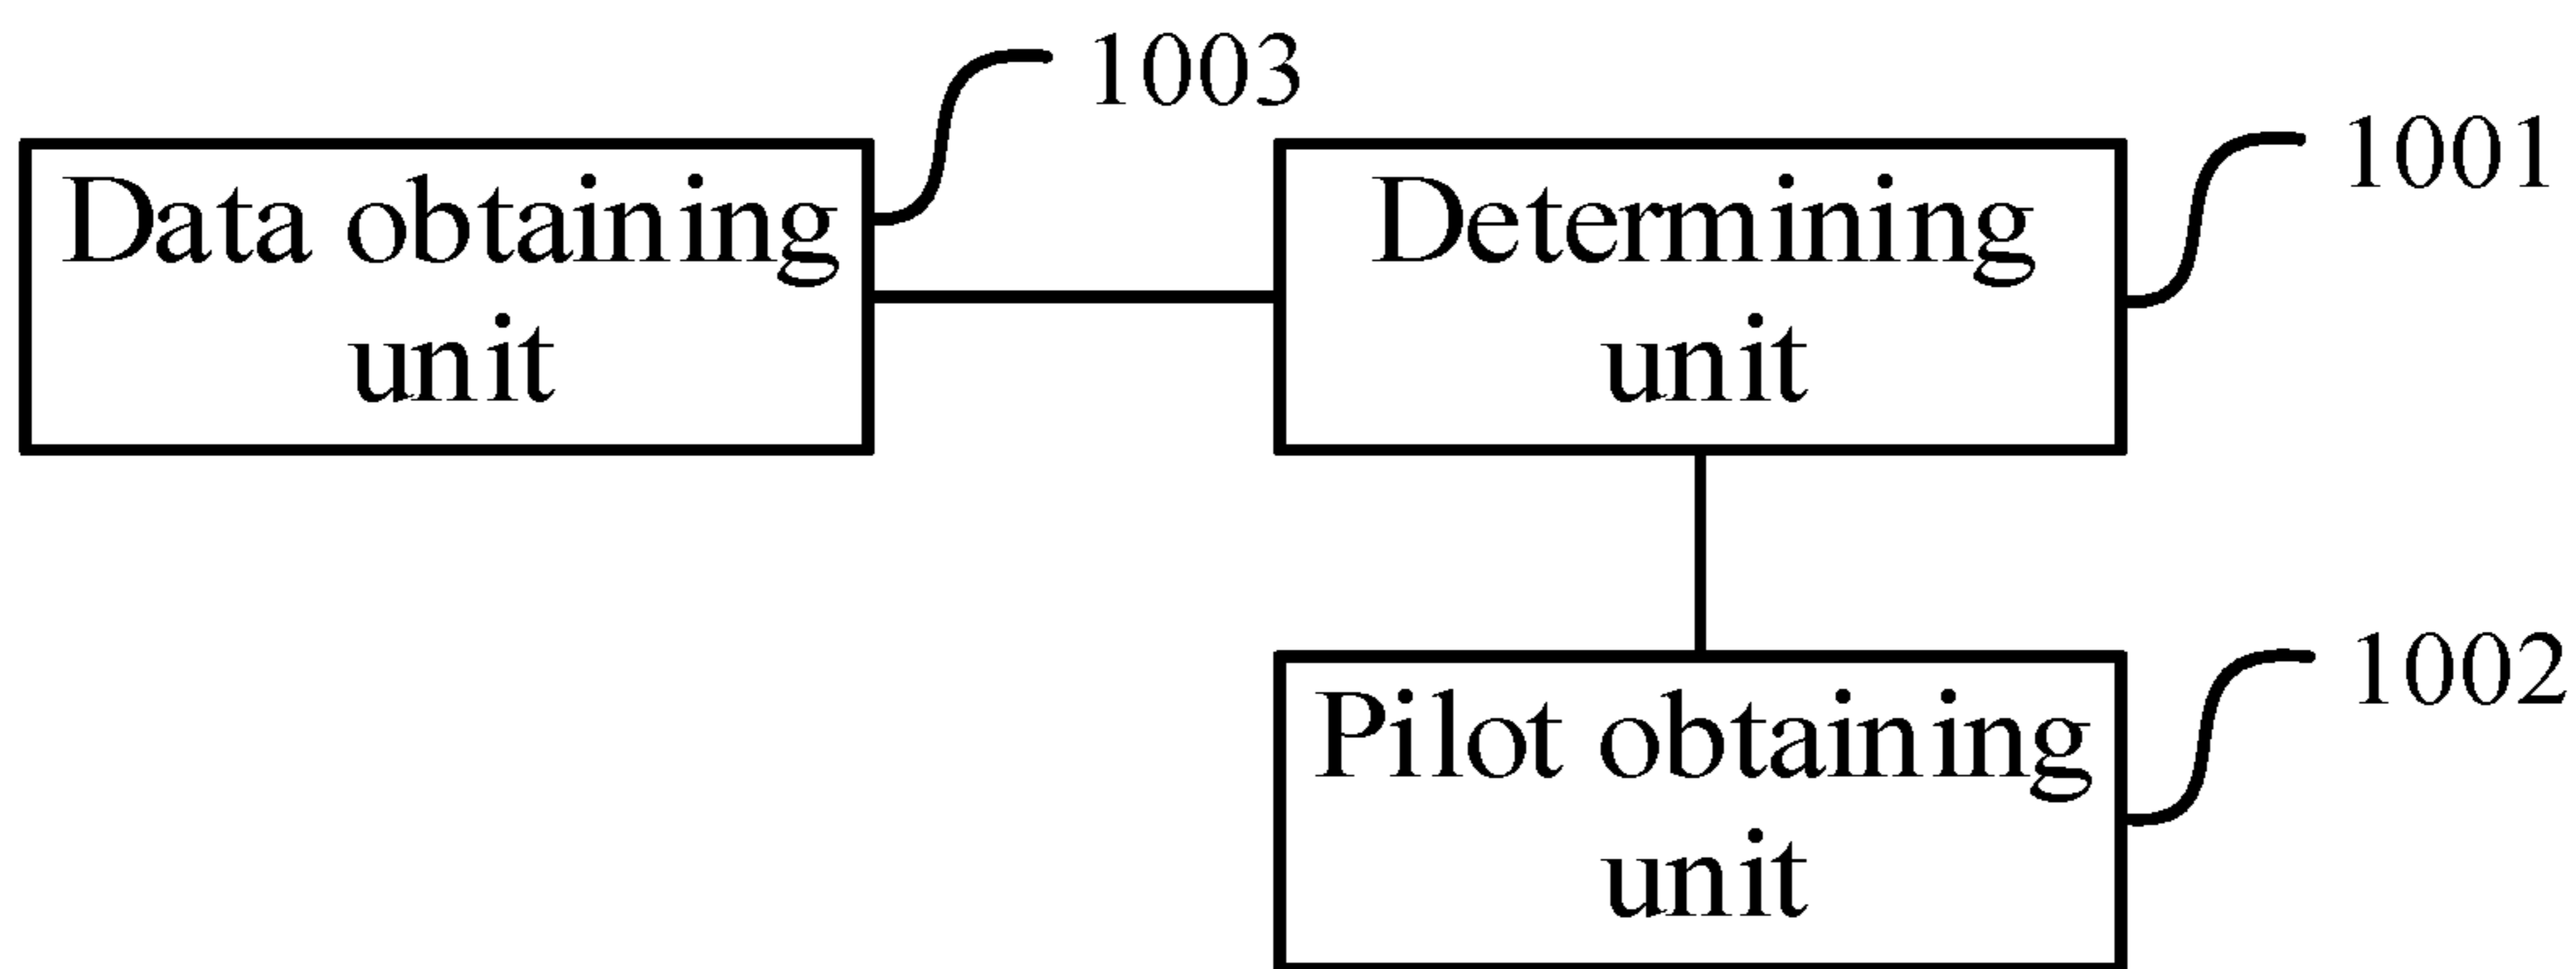 1003
Data obtaining
unit
1001
Determining
unit
1002
Pilot obtaining
unit